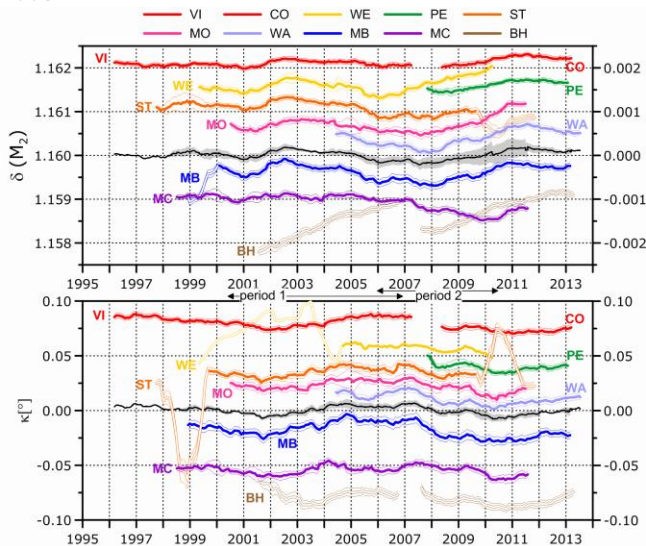 VI CO WE PE ST
MO WA MB MC BH
1.162
1.161
1.160
1.159
1.158
δ (M2)
0.002
0.001
0.000
-0.001
-0.002
VI
WE
ST
MO
MB
MC
BH
CO
PE
WA
1995 1997 1999 2001 2003 2005 2007 2009 2011 2013
period 1 period 2
0.10
0.05
0.00
-0.05
-0.10
κ[°]
0.10
0.05
0.00
-0.05
-0.10
VI
WE
ST
MO
MB
MC
BH
CO
PE
WA
1995 1997 1999 2001 2003 2005 2007 2009 2011 2013